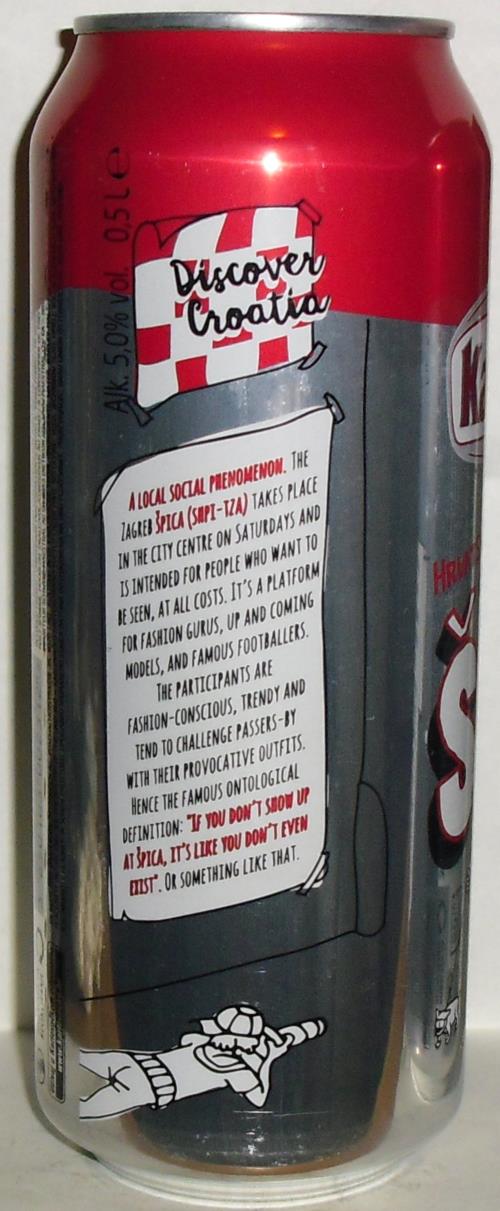 Alk. 5,0% vol. 0,5 L e
Discover
Croatia
A LOCAL SOCIAL PHENOMENON. THE
ZAGREB ŠPICA (SHPI-TZA) TAKES PLACE
IN THE CITY CENTRE ON SATURDAYS AND
IS INTENDED FOR PEOPLE WHO WANT TO
BE SEEN, AT ALL COSTS. IT'S A PLATFORM
FOR FASHION GURUS, UP AND COMING
MODELS, AND FAMOUS FOOTBALLERS.
THE PARTICIPANTS ARE
FASHION-CONSCIOUS, TRENDY AND
TEND TO CHALLENGE PASSERS-BY
WITH THEIR PROVOCATIVE OUTFITS.
HENCE THE FAMOUS ONTOLOGICAL
DEFINITION: "IF YOU DON'T SHOW UP
AT ŠPICA, IT'S LIKE YOU DON'T EVEN
EXIST". OR SOMETHING LIKE THAT.